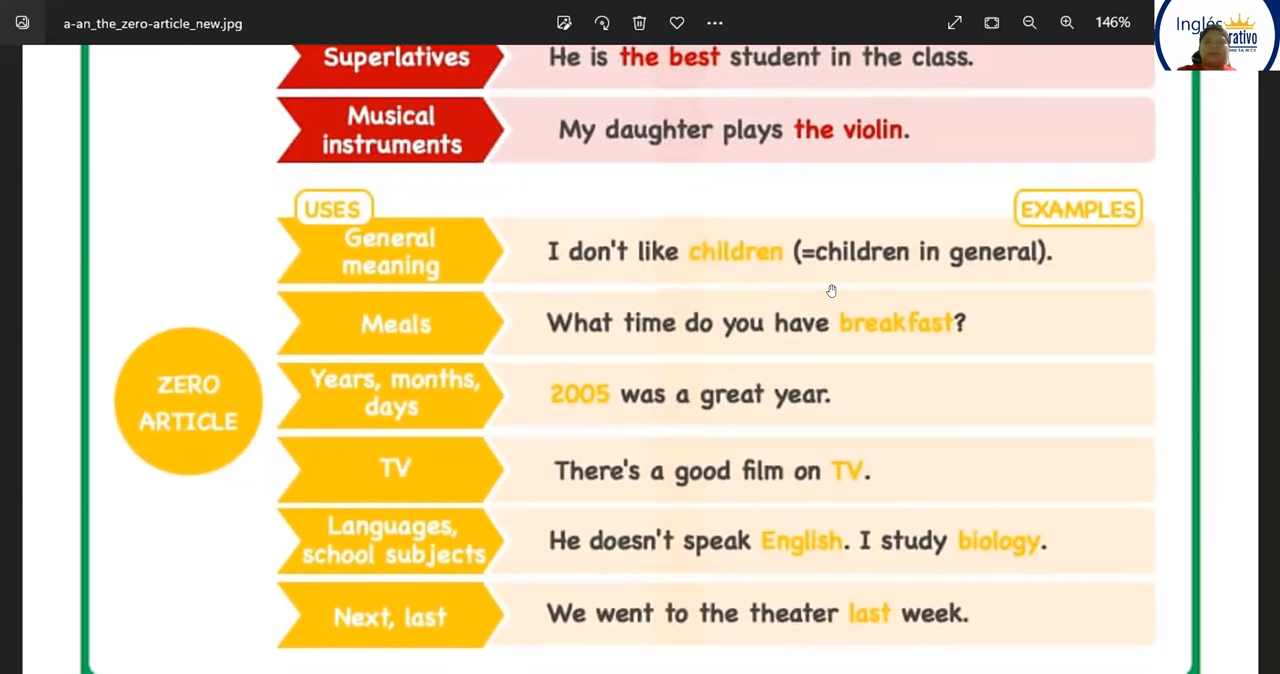 a-an_the_zero-article_new.jpg
146%
Inglés
rativo
Superlatives
He is the best student in the class.
Musical
instruments
My daughter plays the violin.
USES
EXAMPLES
General
meaning
I don't like children (=children in general).
Meals
What time do you have breakfast?
ZERO
ARTICLE
Years, months,
days
2005 was a great year.
TV
There's a good film on TV.
Languages,
school subjects
He doesn't speak English. I study biology.
Next, last
We went to the theater last week.